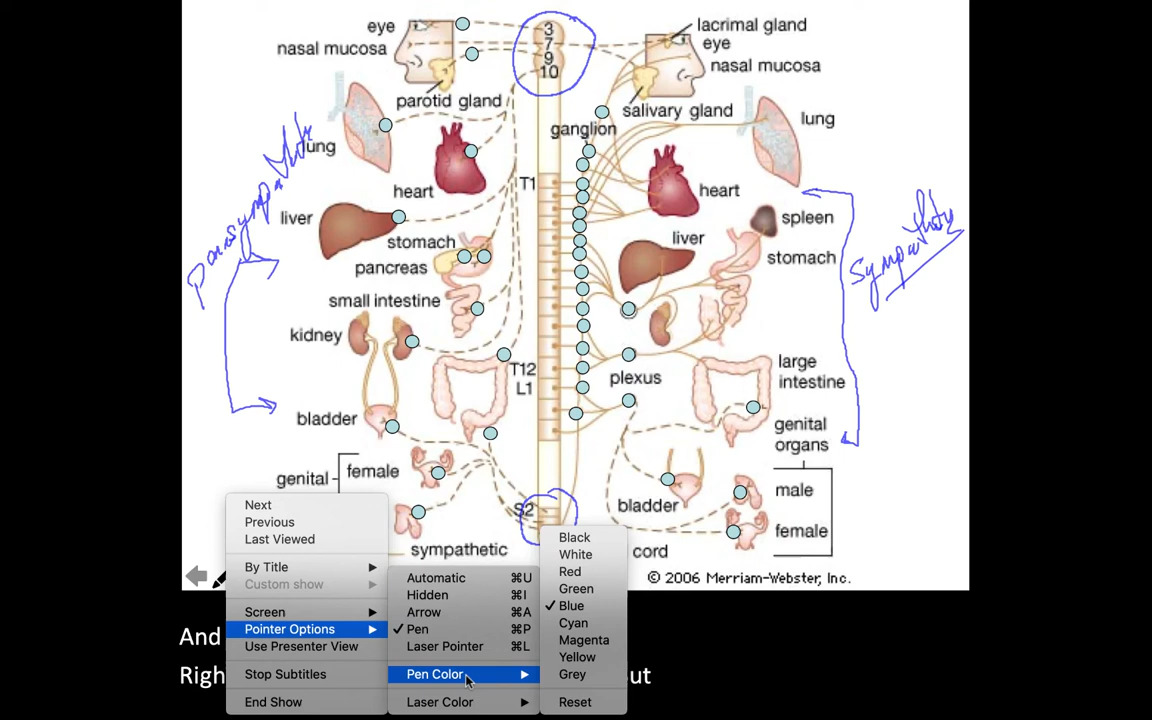 eye
nasal mucosa
parotid gland
lung
heart
liver
stomach
pancreas
small intestine
kidney
bladder
genital
female
3
7
9
10
T1
T12
L1
S2
ganglion
plexus
lacrimal gland
eye
nasal mucosa
salivary gland
lung
heart
spleen
liver
stomach
large
intestine
genital
organs
bladder
male
female
sympathetic
cord
© 2006 Merriam-Webster, Inc.
Parasympathetic
Sympathetic
Next
Previous
Last Viewed
By Title
Custom show
Screen
Pointer Options
Use Presenter View
Stop Subtitles
End Show
Automatic ⌘U
Hidden ⌘I
Arrow ⌘A
✓ Pen ⌘P
Laser Pointer ⌘L
Pen Color
Laser Color
Black
White
Red
Green
✓ Blue
Cyan
Magenta
Yellow
Grey
Reset
And